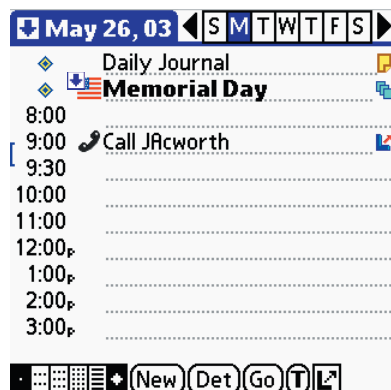 May 26, 03 S M T W T F S
Daily Journal
Memorial Day
8:00
9:00 Call JAcworth
9:30
10:00
11:00
12:00P
1:00P
2:00P
3:00P
New Det Go T